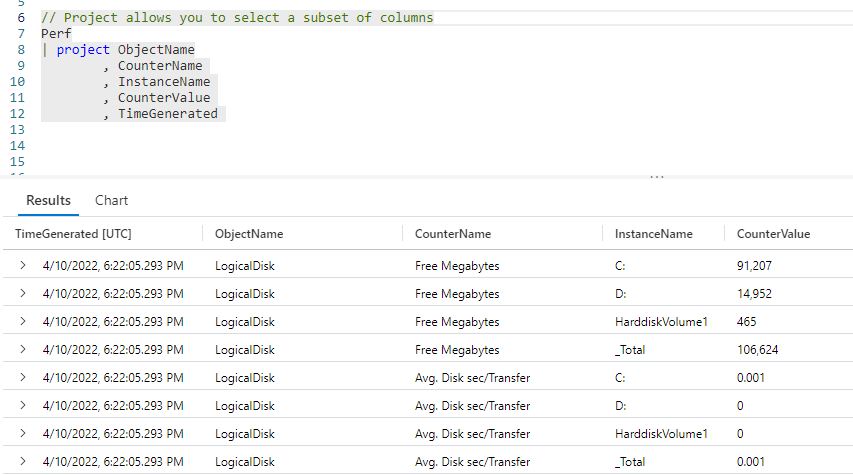 5
6 // Project allows you to select a subset of columns
7 Perf
8 | project ObjectName
9 , CounterName
10 , InstanceName
11 , CounterValue
12 , TimeGenerated
13
14
15
16
...
Results Chart
TimeGenerated [UTC] ObjectName CounterName InstanceName CounterValue
> 4/10/2022, 6:22:05.293 PM LogicalDisk Free Megabytes C: 91,207
> 4/10/2022, 6:22:05.293 PM LogicalDisk Free Megabytes D: 14,952
> 4/10/2022, 6:22:05.293 PM LogicalDisk Free Megabytes HarddiskVolume1 465
> 4/10/2022, 6:22:05.293 PM LogicalDisk Free Megabytes _Total 106,624
> 4/10/2022, 6:22:05.293 PM LogicalDisk Avg. Disk sec/Transfer C: 0.001
> 4/10/2022, 6:22:05.293 PM LogicalDisk Avg. Disk sec/Transfer D: 0
> 4/10/2022, 6:22:05.293 PM LogicalDisk Avg. Disk sec/Transfer HarddiskVolume1 0
> 4/10/2022, 6:22:05.293 PM LogicalDisk Avg. Disk sec/Transfer _Total 0.001